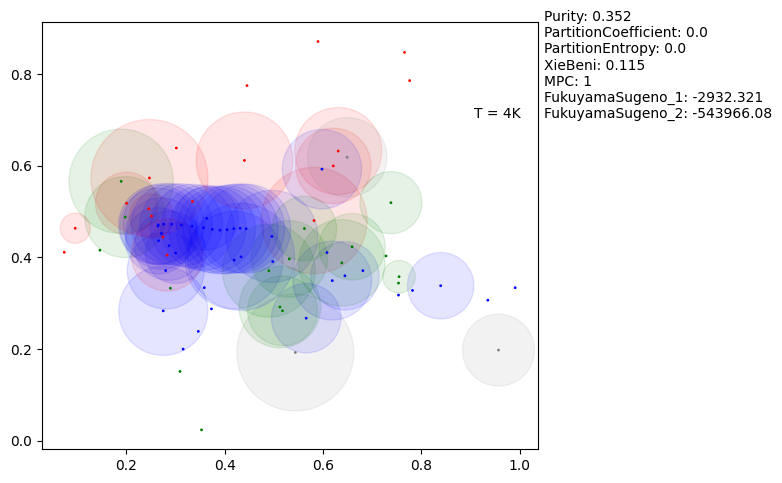 Purity: 0.352
PartitionCoefficient: 0.0
PartitionEntropy: 0.0
XieBeni: 0.115
MPC: 1
FukuyamaSugeno_1: -2932.321
FukuyamaSugeno_2: -543966.08
T = 4K
0.8
0.6
0.4
0.2
0.0
0.2 0.4 0.6 0.8 1.0